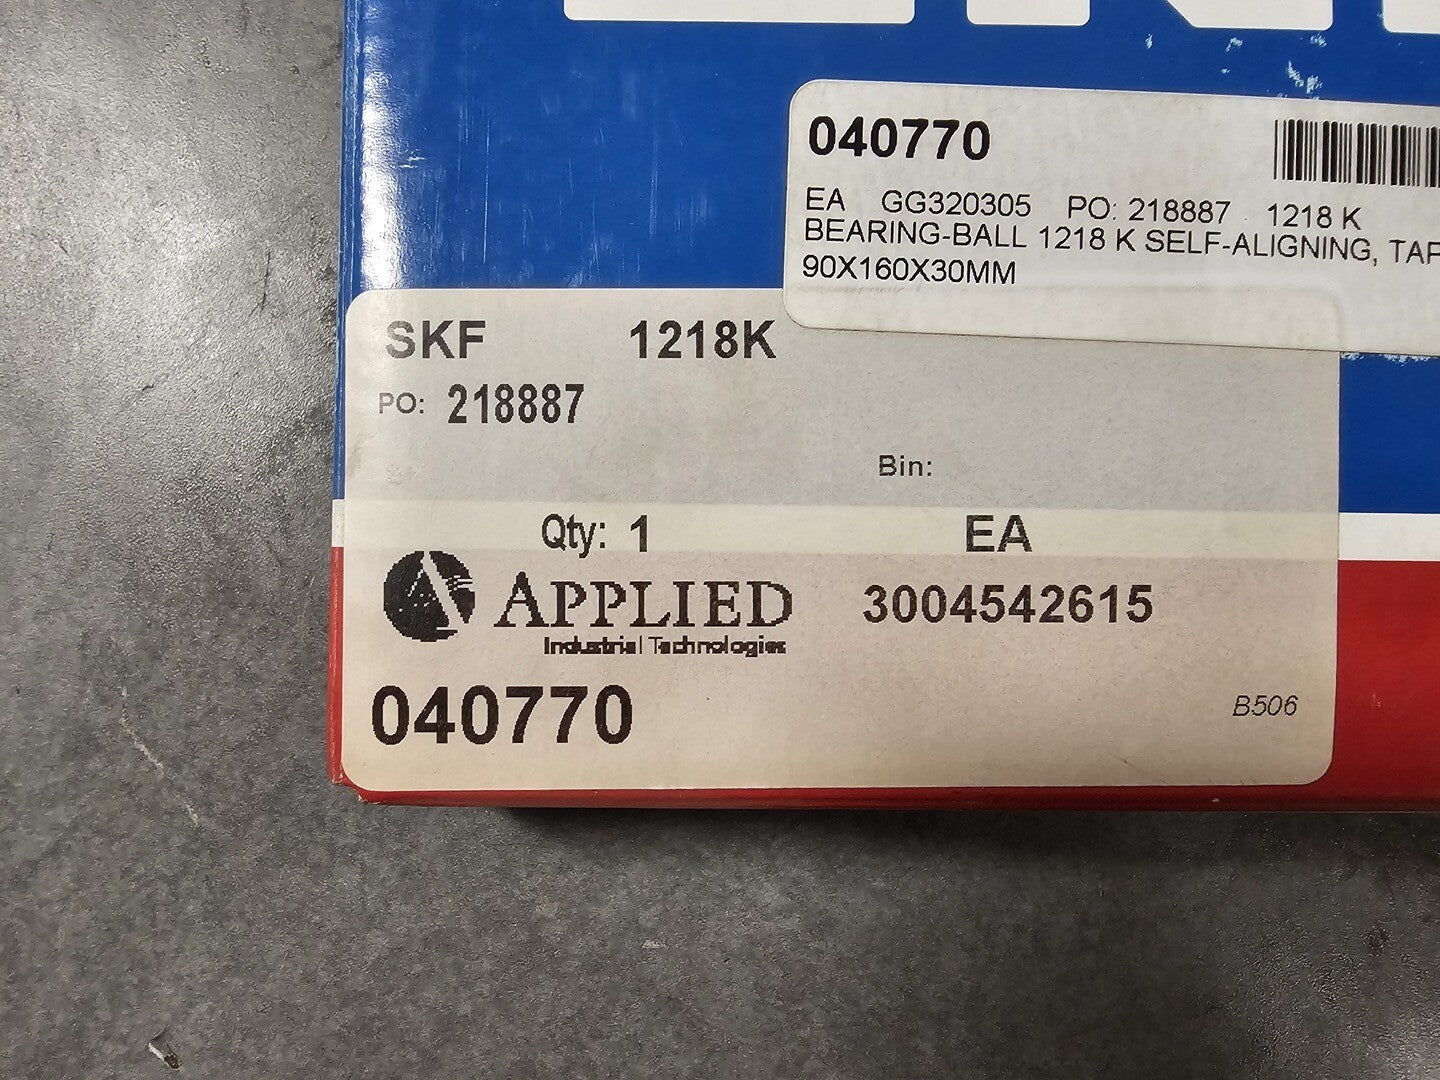 040770
EA GG320305 PO: 218887 1218 K
BEARING-BALL 1218 K SELF-ALIGNING, TAP
90X160X30MM
SKF 1218K
PO: 218887
Bin:
Qty: 1 EA
APPLIED 3004542615
Industrial Technologies
040770
B506